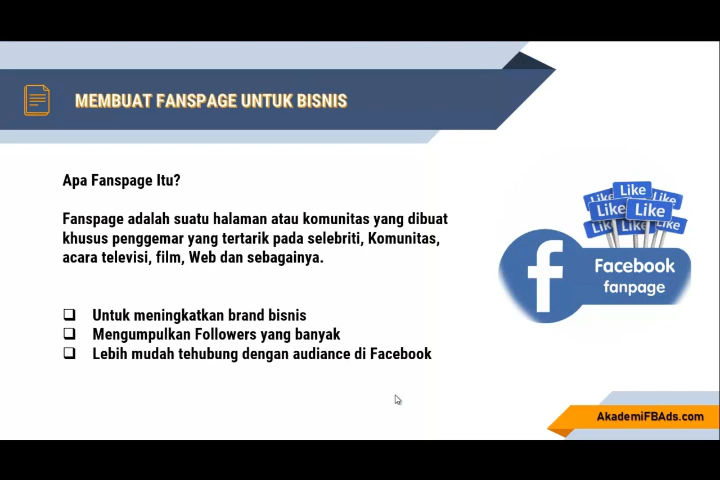 MEMBUAT FANSPAGE UNTUK BISNIS
Apa Fanspage Itu?
Fanspage adalah suatu halaman atau komunitas yang dibuat
khusus penggemar yang tertarik pada selebriti, Komunitas,
acara televisi, film, Web dan sebagainya.
Untuk meningkatkan brand bisnis
Mengumpulkan Followers yang banyak
Lebih mudah tehubung dengan audiance di Facebook
Like
Like
Like
Like
Like
Like
Like
Like
f
Facebook
fanpage
AkademiFBAds.com